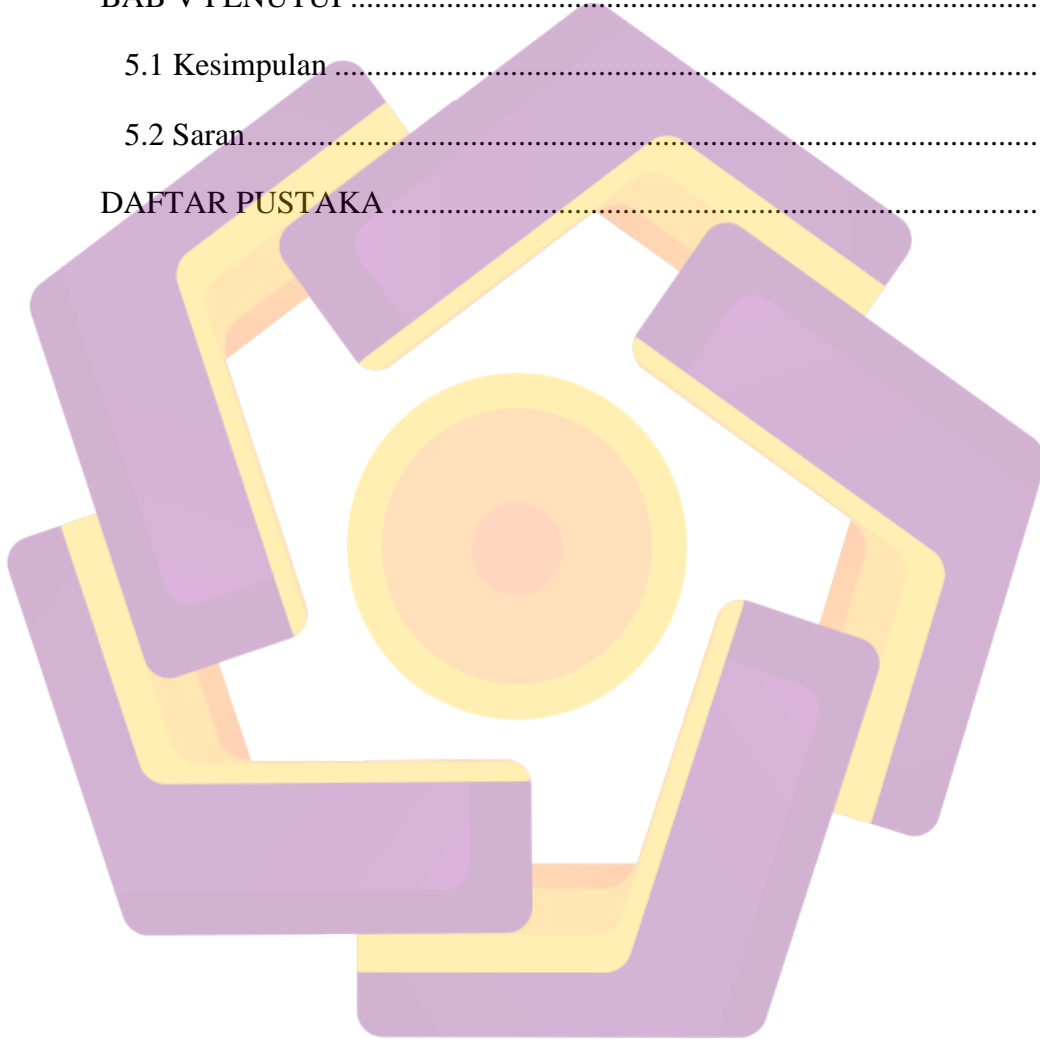 BAB V PENUTUP ....................................................................................
5.1 Kesimpulan .......................................................................................
5.2 Saran.................................................................................................
DAFTAR PUSTAKA ................................................................................